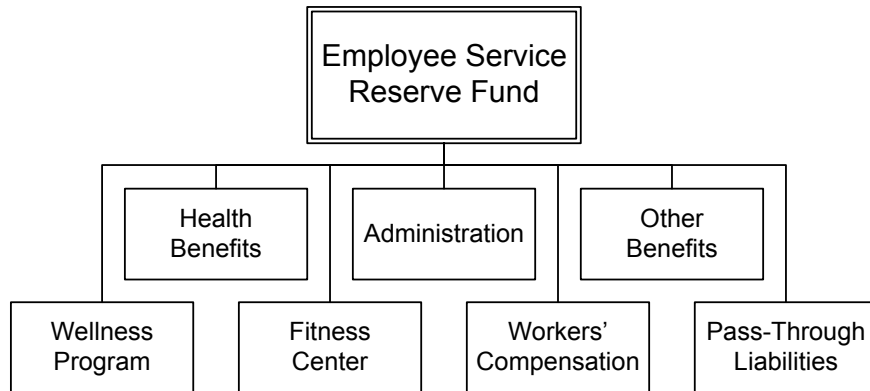 Employee Service
Reserve Fund
Health
Benefits
Administration
Other
Benefits
Wellness
Program
Fitness
Center
Workers’
Compensation
Pass-Through
Liabilities